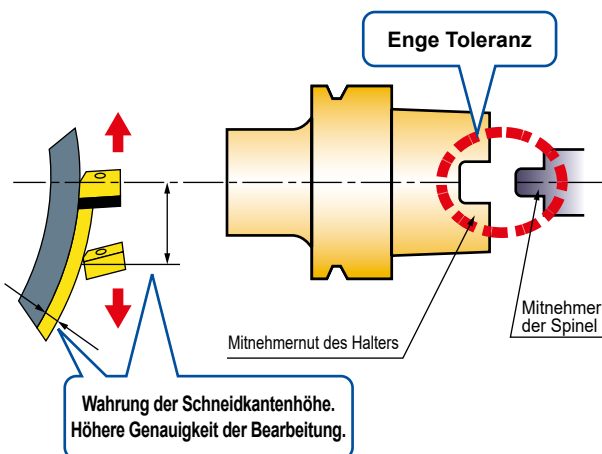 Enge Toleranz
Mitnehmer
der Spinel
Mitnehmernut des Halters
Wahrung der Schneidkantenhöhe.
Höhere Genauigkeit der Bearbeitung.